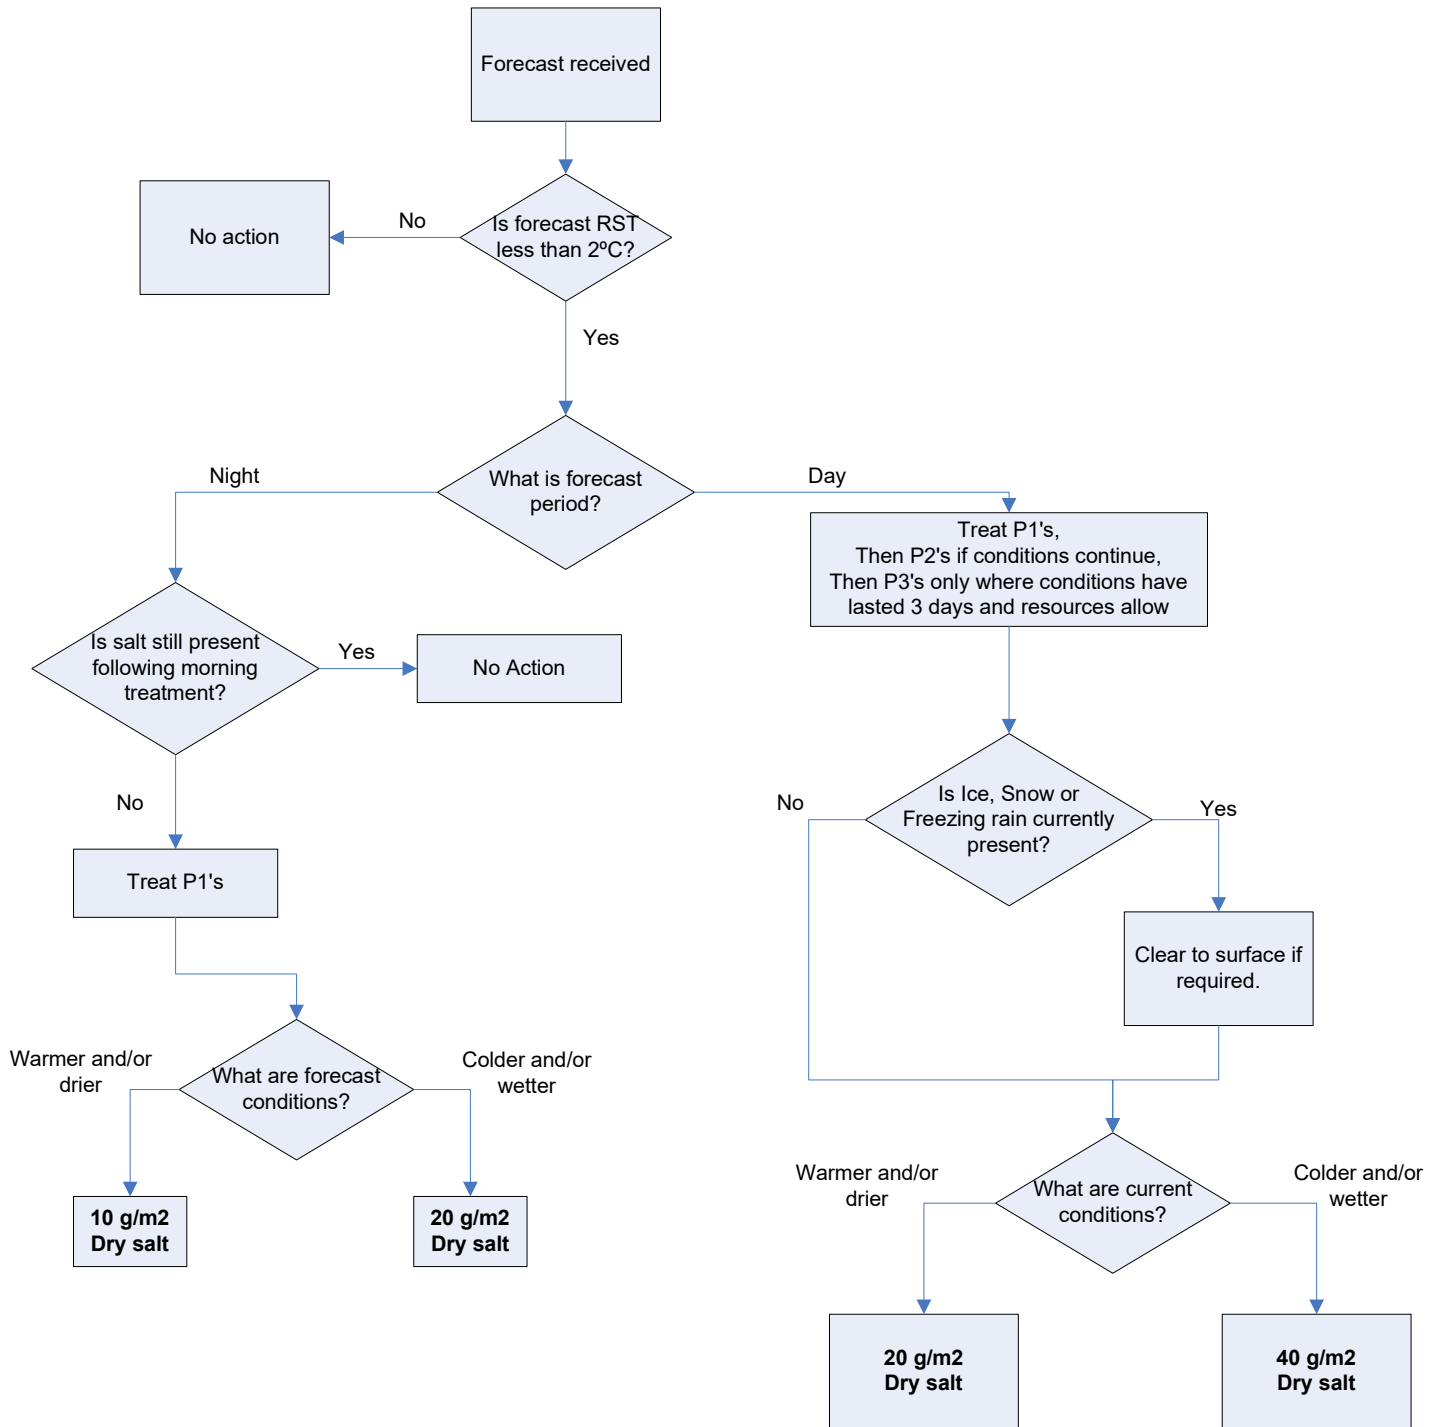 Forecast received
Is forecast RST
less than 2ºC?
No
No action
Yes
What is forecast
period?
Night
Day
Treat P1's,
Then P2's if conditions continue,
Then P3's only where conditions have
lasted 3 days and resources allow
Is salt still present
following morning
treatment?
Yes
No Action
No
Treat P1's
What are forecast
conditions?
Warmer and/or
drier
Colder and/or
wetter
10 g/m2
Dry salt
20 g/m2
Dry salt
Is Ice, Snow or
Freezing rain currently
present?
No
Yes
Clear to surface if
required.
What are current
conditions?
Warmer and/or
drier
Colder and/or
wetter
20 g/m2
Dry salt
40 g/m2
Dry salt